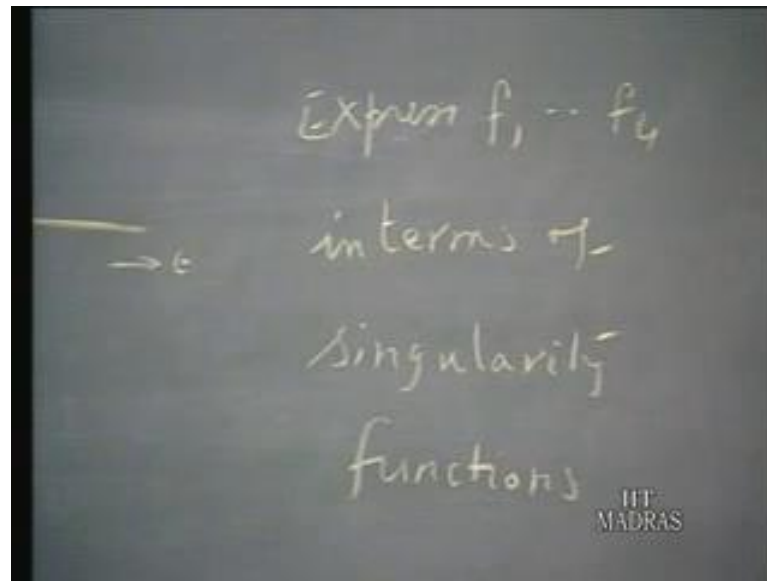 Express f₁ -- f₄
→ t
in terms of
singularity
functions
IIT
MADRAS